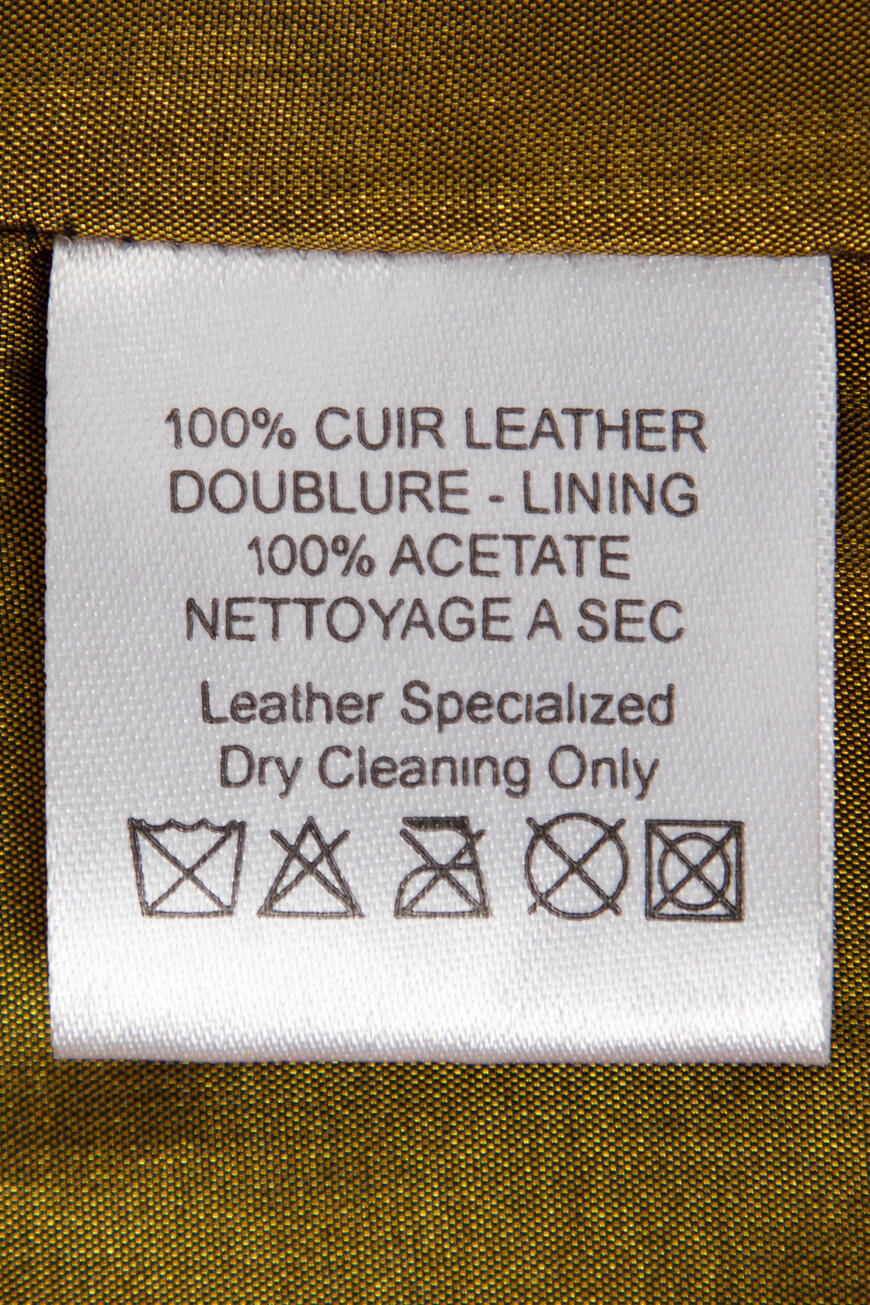 100% CUIR LEATHER
DOUBLURE - LINING
100% ACETATE
NETTOYAGE A SEC
Leather Specialized
Dry Cleaning Only